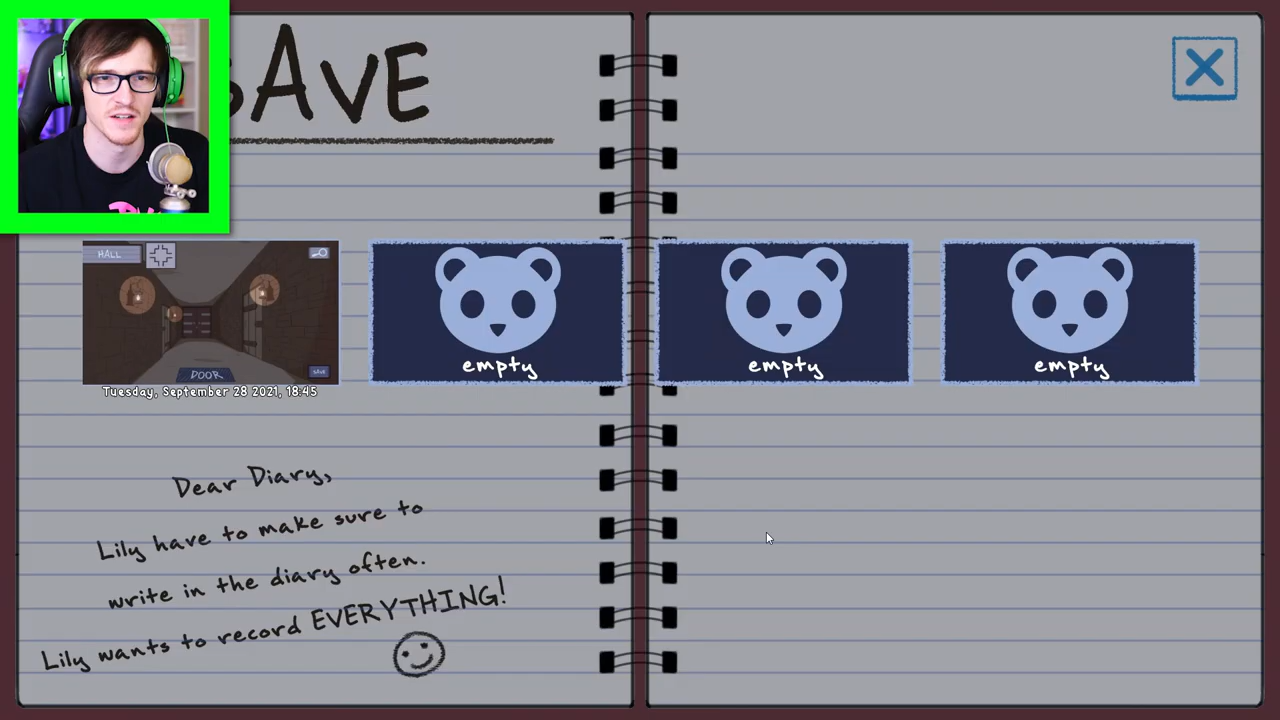 SAVE
HALL
DOOR
SAVE
Tuesday, September 28 2021, 18:45
empty
empty
empty
Dear Diary,
Lily have to make sure to
write in the diary often.
Lily wants to record EVERYTHING!